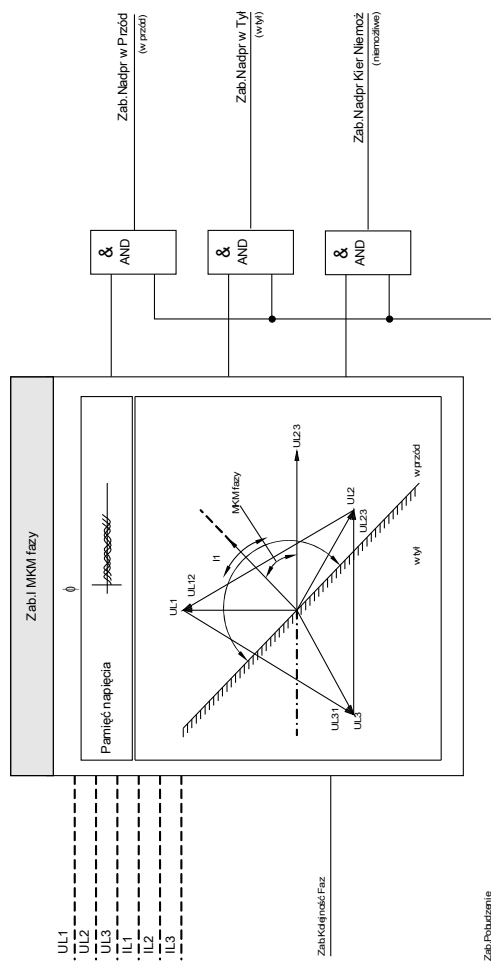 Zab.I MKM fazy
ϕ
Pamięć napięcia
UL1
UL2
UL3
IL1
IL2
IL3
Zab.Kolejność Faz
Zab.Pobudzenie
UL1
UL12
I1
MKM fazy
UL23
UL2
UL23
UL31
UL3
w przód
w tył
&
AND
Zab.Nadpr w Przód
(w przód)
&
AND
Zab.Nadpr w Tył
(w tył)
&
AND
Zab.Nadpr Kier Niemoż
(niemożliwe)